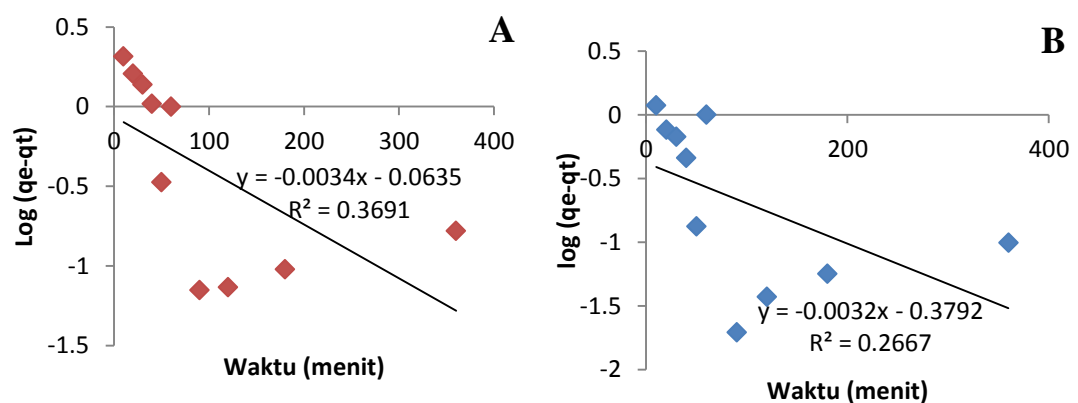 A
0.5
0
-0.5
-1
-1.5
0 100 200 300 400
y = -0.0034x - 0.0635
R² = 0.3691
Log (qe-qt)
Waktu (menit)
B
0.5
0.0
-0.5
-1
-1.5
-2
0 200 400
y = -0.0032x - 0.3792
R² = 0.2667
log (qe-qt)
Waktu (menit)